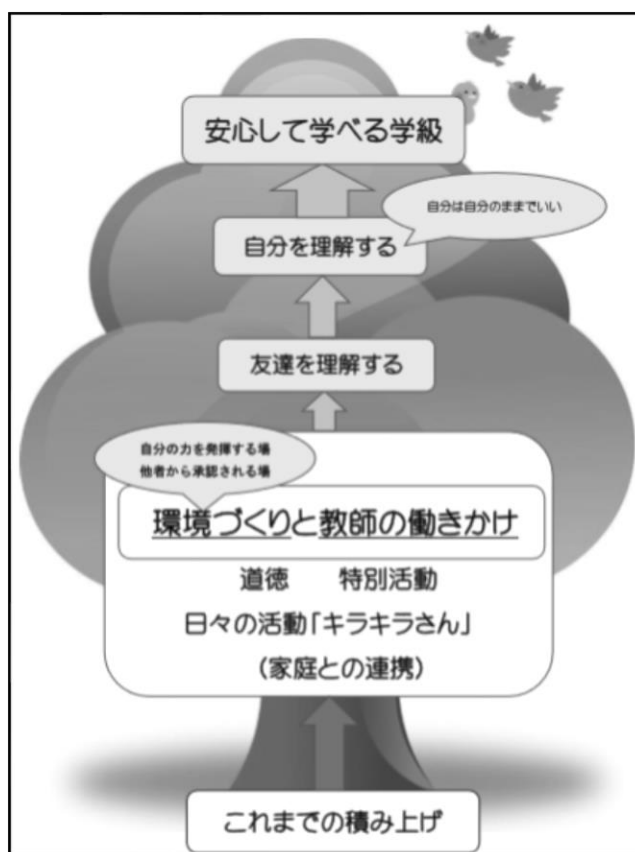 安心して学べる学級
自分は自分のままでいい
自分を理解する
友達を理解する
自分の力を発揮する場
他者から承認される場
環境づくりと教師の働きかけ
道徳　特別活動
日々の活動「キラキラさん」
(家庭との連携)
これまでの積み上げ